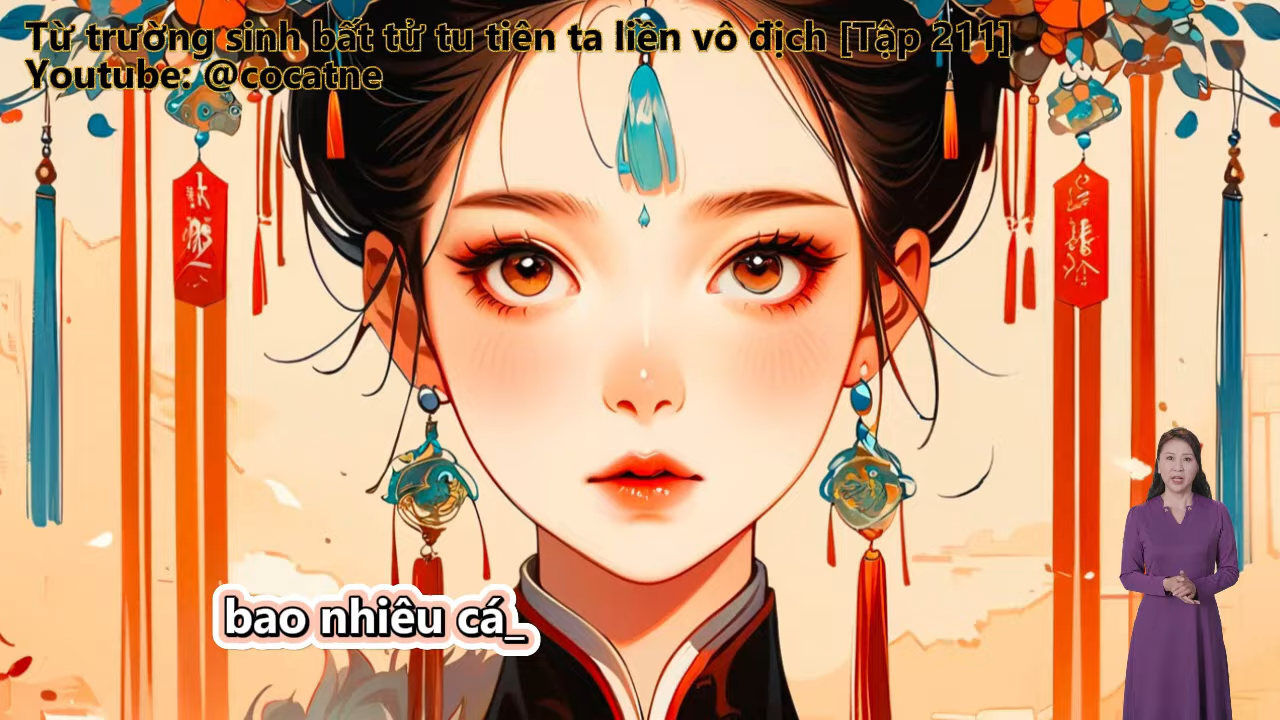 Từ trường sinh bất tử tu tiên ta liền vô địch [Tập 211]
Youtube: @cocatne
bao nhiêu cá_